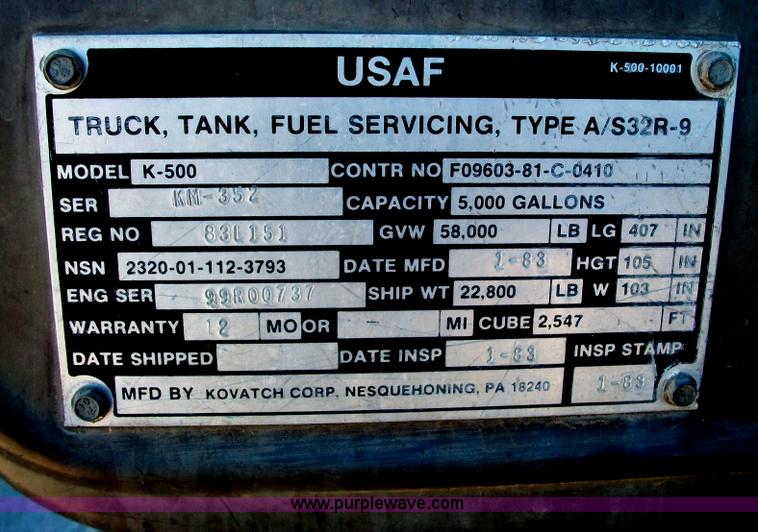 USAF K-500-10001
TRUCK, TANK, FUEL SERVICING, TYPE A/S32R-9
MODEL K-500 CONTR NO F09603-81-C-0410
SER KM-352 CAPACITY 5,000 GALLONS
REG NO 83L151 GVW 58,000 LB LG 407 IN
NSN 2320-01-112-3793 DATE MFD 1-83 HGT 105 IN
ENG SER 99R00737 SHIP WT 22,800 LB W 103 IN
WARRANTY 12 MO OR - MI CUBE 2,547 FT
DATE SHIPPED DATE INSP 1-83 INSP STAMP
MFD BY KOVATCH CORP. NESQUEHONING, PA 18240 1-83
www.purplewave.com